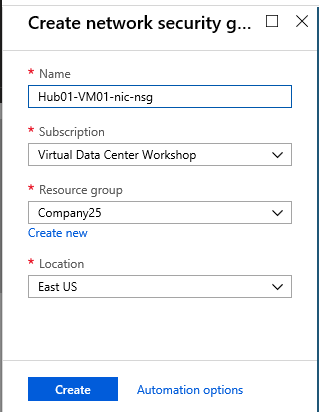 Create network security g...
* Name
Hub01-VM01-nic-nsg
* Subscription
Virtual Data Center Workshop
* Resource group
Company25
Create new
* Location
East US
Create
Automation options